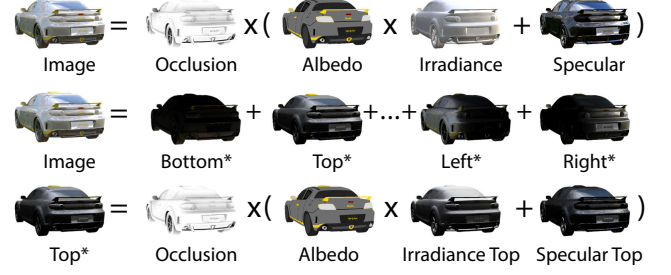 = x( x + )
Image Occlusion Albedo Irradiance Specular
= + +...+ +
Image Bottom* Top* Left* Right*
= x( x + )
Top* Occlusion Albedo Irradiance Top Specular Top